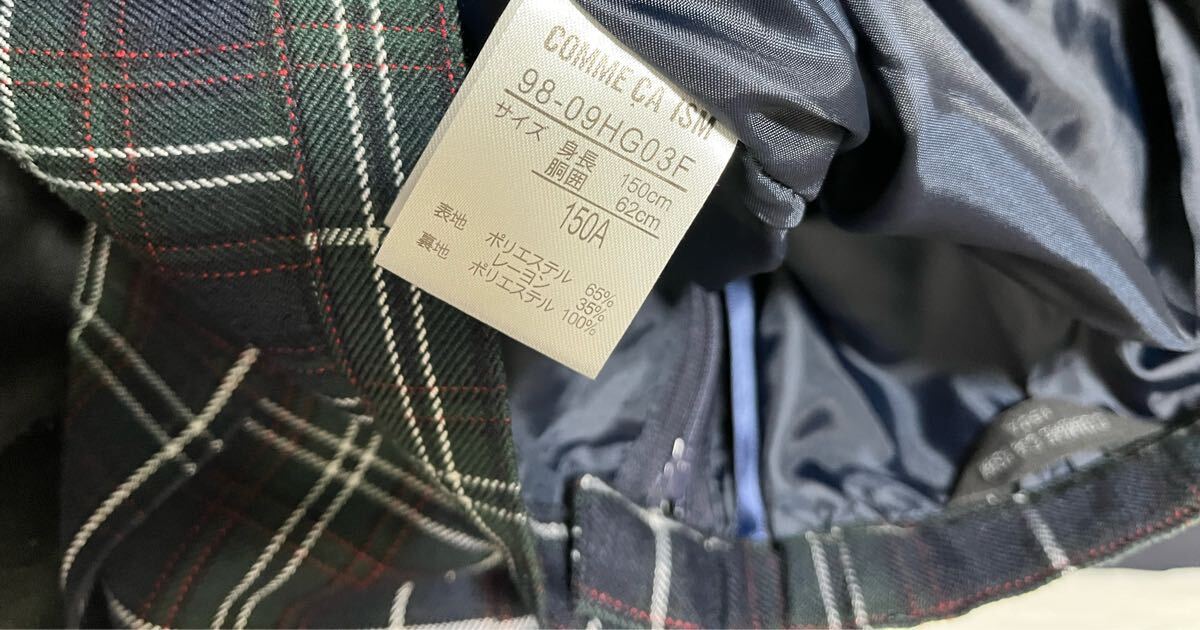 COMME ÇA ISM
98-09HG03F
サイズ 身長 150cm
胴囲 62cm
150A
表地 ポリエステル 65%
レーヨン 35%
裏地 ポリエステル 100%